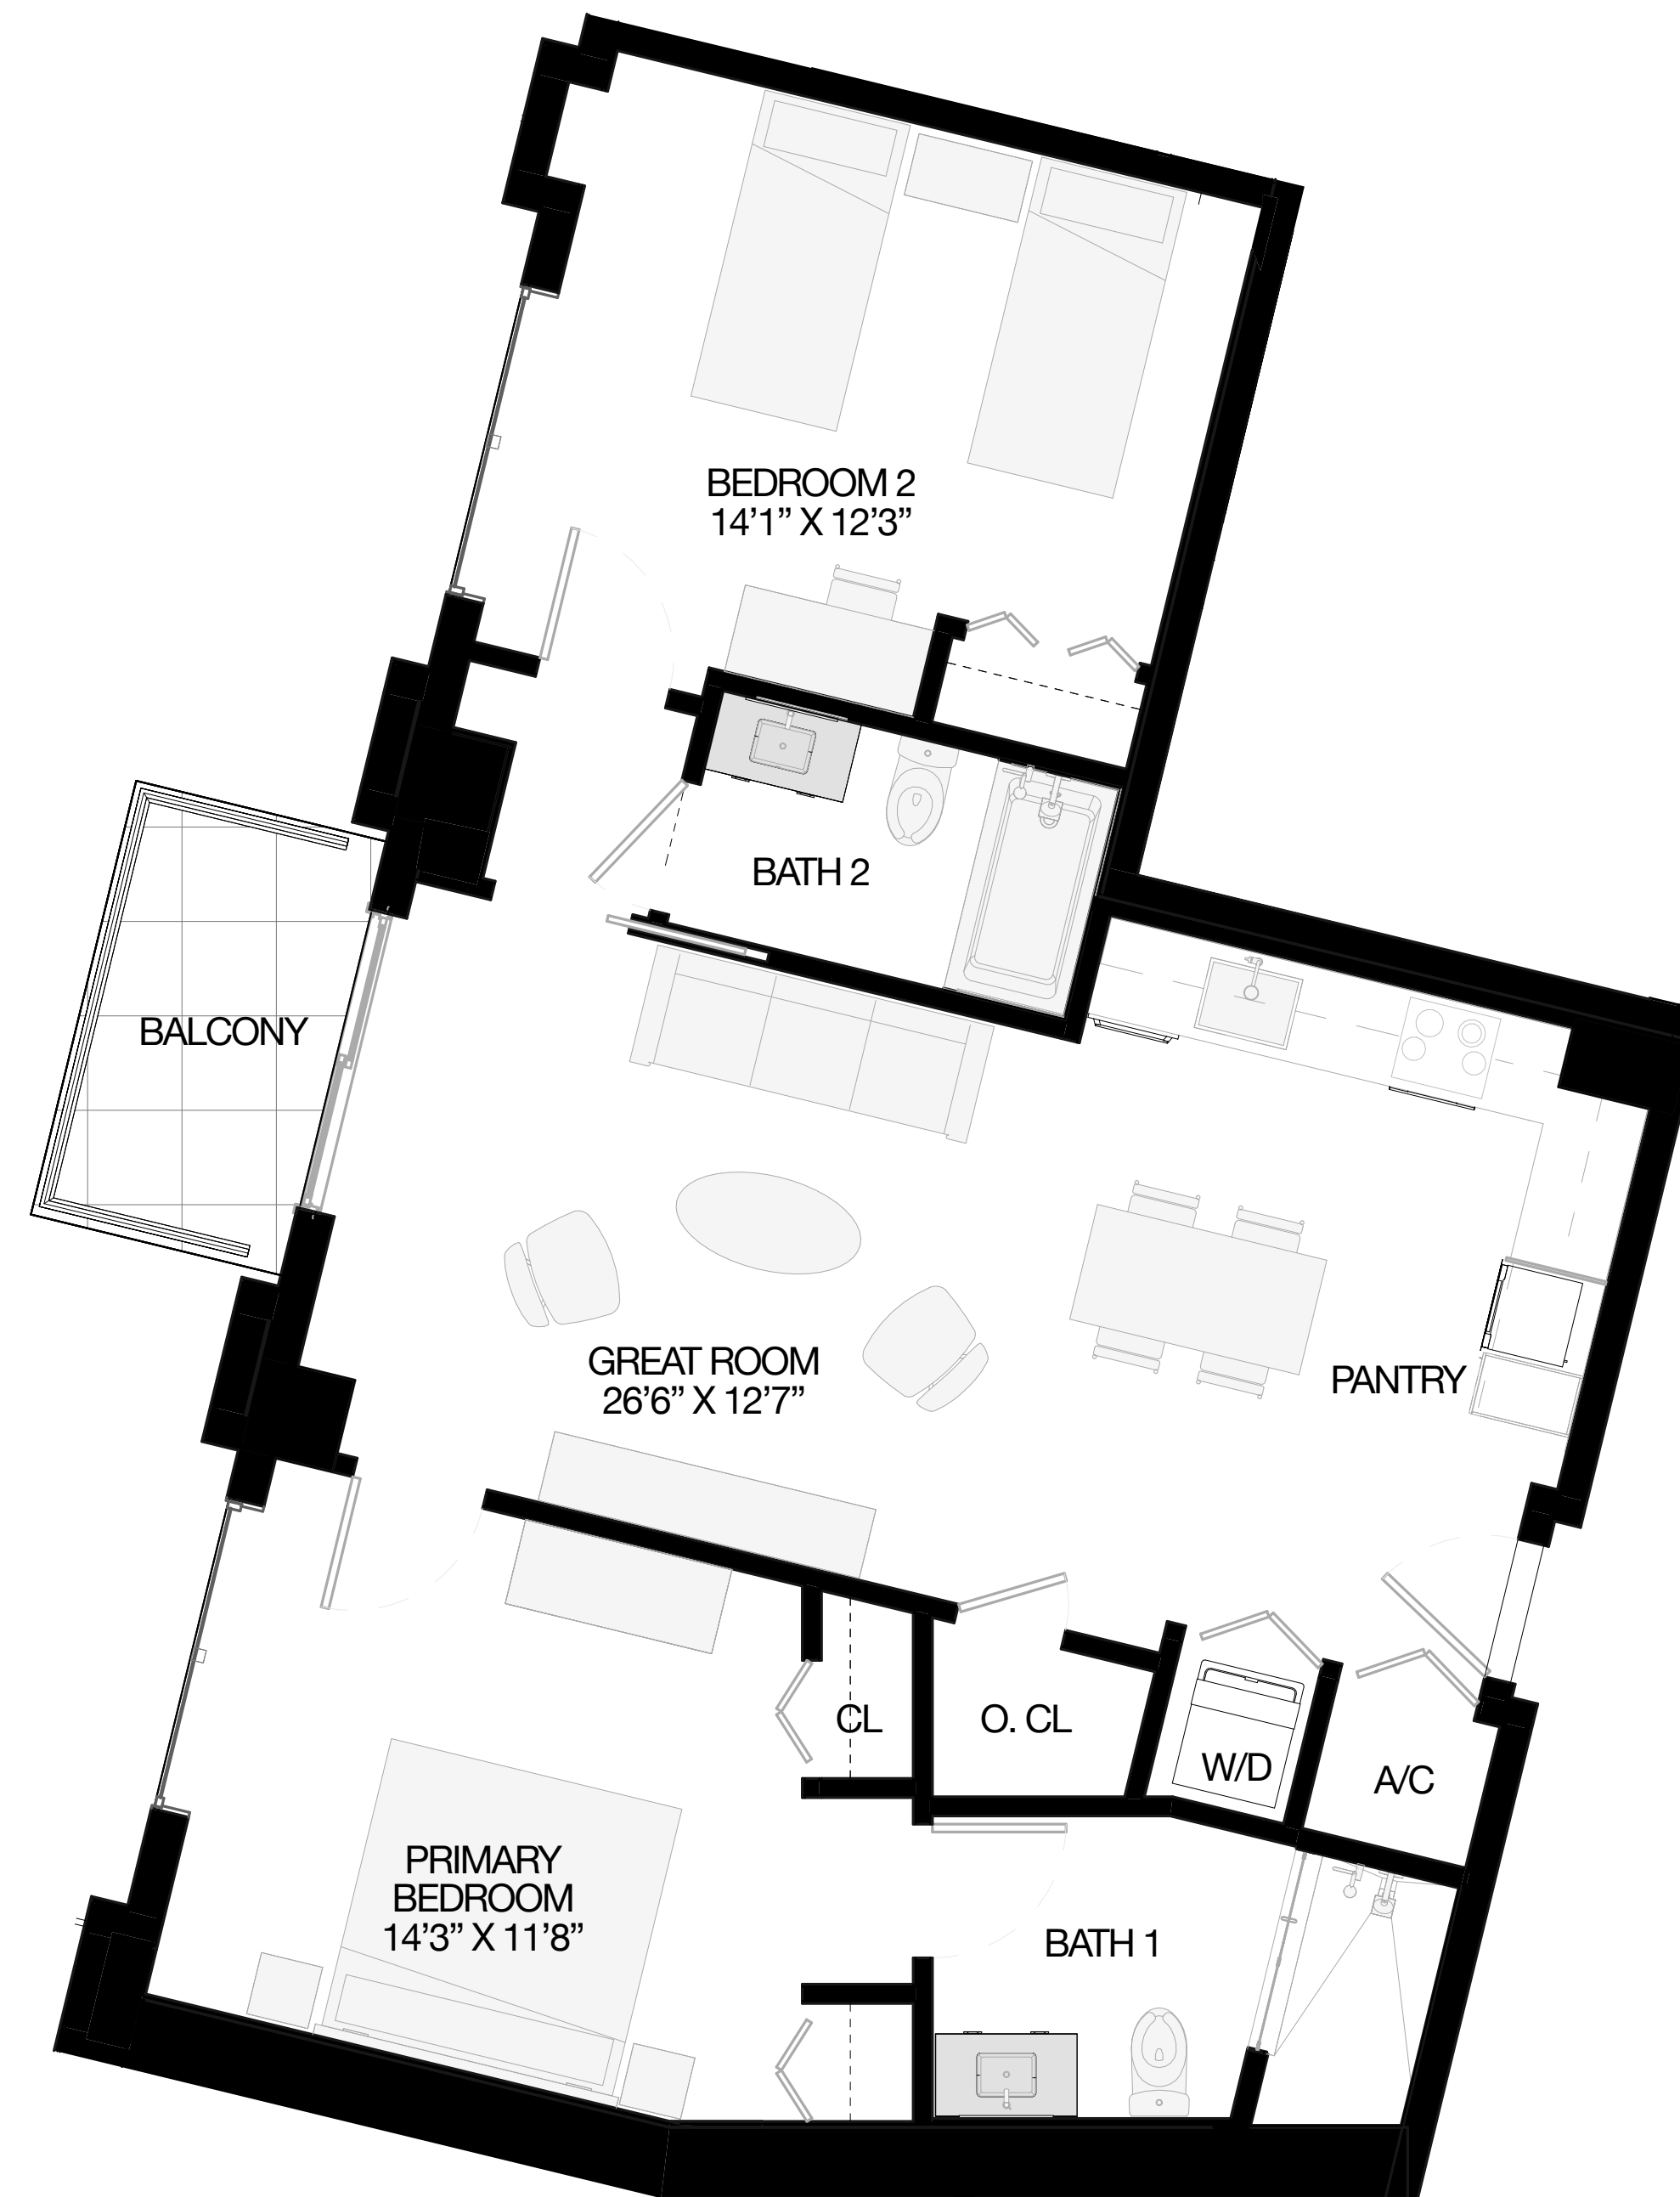 BEDROOM 2
14’1” X 12’3”
BATH 2
BALCONY
GREAT ROOM
26’6” X 12’7”
PANTRY
CL
O. CL
W/D
A/C
PRIMARY
BEDROOM
14’3” X 11’8”
BATH 1